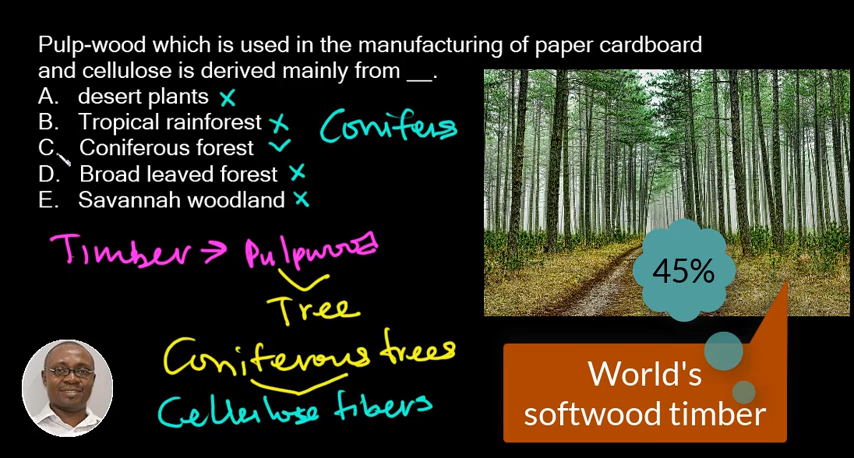 Pulp-wood which is used in the manufacturing of paper cardboard
and cellulose is derived mainly from __.
A. desert plants x
B. Tropical rainforest x
Conifers
C. Coniferous forest ✓
D. Broad leaved forest x
E. Savannah woodland x
Timber → Pulpwood
Tree
Coniferous trees
Cellulose fibers
45%
World's
softwood timber